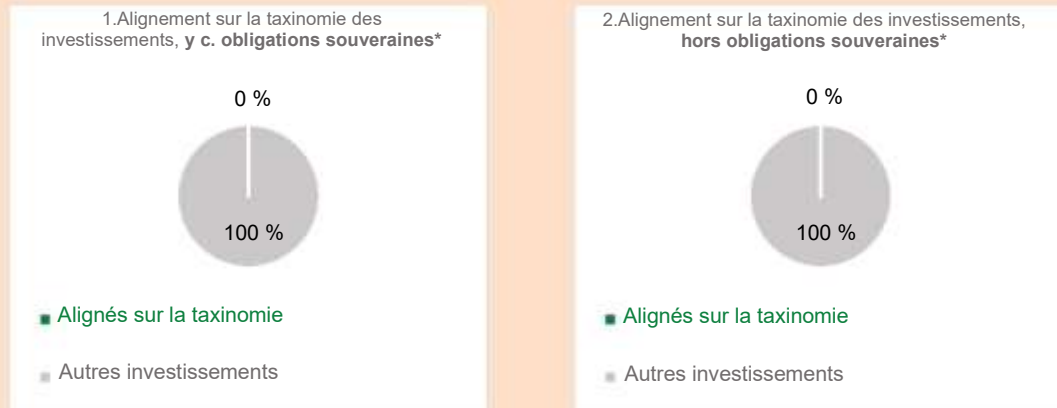 1.Alignement sur la taxinomie des
investissements, y c. obligations souveraines*
0 %
100 %
Alignés sur la taxinomie
Autres investissements
2.Alignement sur la taxinomie des investissements,
hors obligations souveraines*
0 %
100 %
Alignés sur la taxinomie
Autres investissements